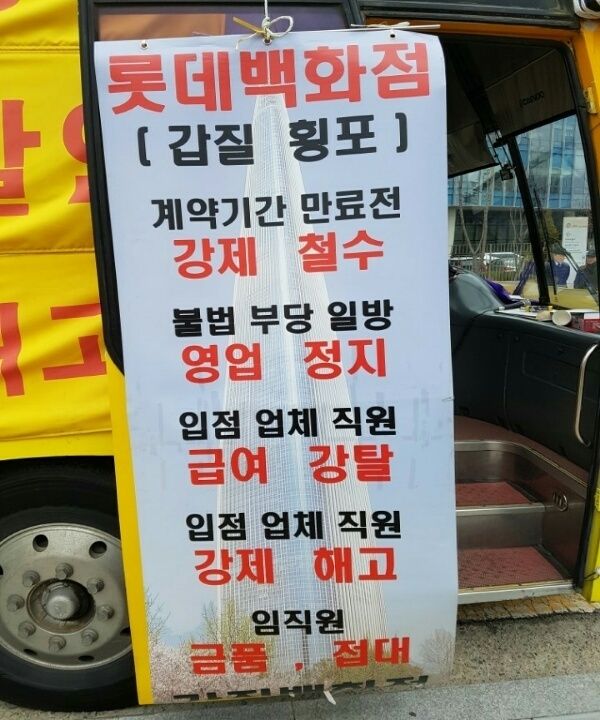 롯데백화점
[ 갑질 횡포 ]
계약기간 만료전
강제 철수
불법 부당 일방
영업 정지
입점 업체 직원
급여 강탈
입점 업체 직원
강제 해고
임직원
금품 , 접대